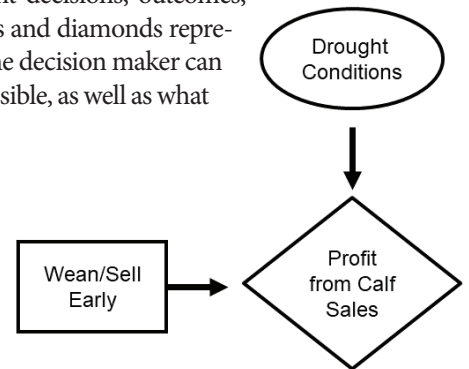 nt decisions, outcomes,
s and diamonds repre-
ne decision maker can
sible, as well as what
Drought
Conditions
Wean/Sell
Early
Profit
from Calf
Sales